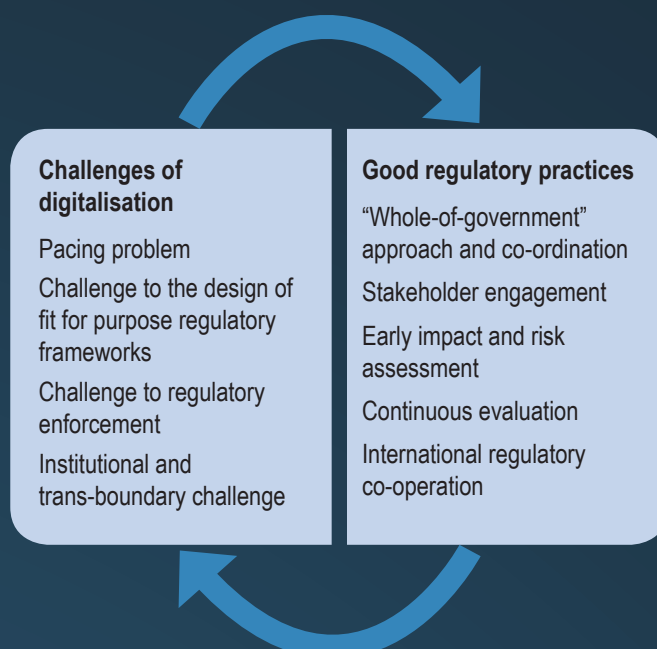 Challenges of
digitalisation
Pacing problem
Challenge to the design of
fit for purpose regulatory
frameworks
Challenge to regulatory
enforcement
Institutional and
trans-boundary challenge
Good regulatory practices
“Whole-of-government”
approach and co-ordination
Stakeholder engagement
Early impact and risk
assessment
Continuous evaluation
International regulatory
co-operation